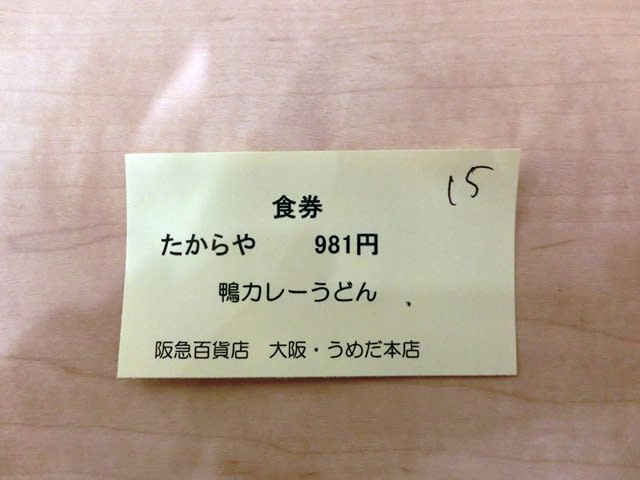 15
食券
たからや 981円
鴨カレーうどん
阪急百貨店 大阪・うめだ本店